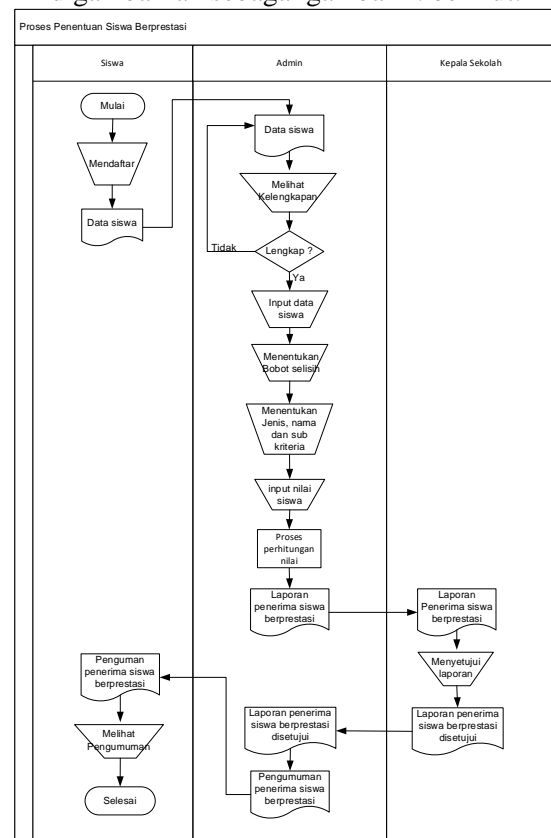 Proses Penentuan Siswa Berprestasi
Siswa
Admin
Kepala Sekolah
Mulai
Mendaftar
Data siswa
Data siswa
Melihat
Kelengkapan
Lengkap ?
Tidak
Ya
Input data
siswa
Menentukan
Bobot selisih
Menentukan
Jenis, nama
dan sub
kriteria
input nilai
siswa
Proses
perhitungan
nilai
Laporan
penerima siswa
berprestasi
Laporan
Penerima siswa
berprestasi
Menyetujui
laporan
Laporan penerima
siswa berprestasi
disetujui
Laporan penerima
siswa berprestasi
disetujui
Pengumuman
penerima siswa
berprestasi
Penguman
penerima siswa
berprestasi
Melihat
Pengumuman
Selesai